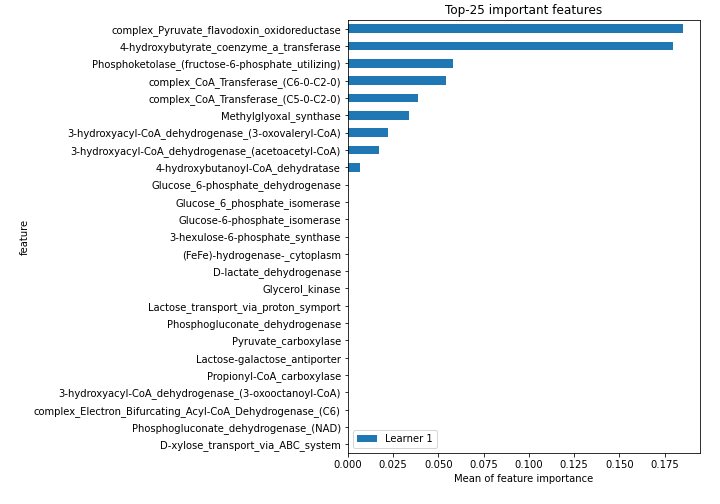 Top-25 important features
complex_Pyruvate_flavodoxin_oxidoreductase
4-hydroxybutyrate_coenzyme_a_transferase
Phosphoketolase_(fructose-6-phosphate_utilizing)
complex_CoA_Transferase_(C6-0-C2-0)
complex_CoA_Transferase_(C5-0-C2-0)
Methylglyoxal_synthase
3-hydroxyacyl-CoA_dehydrogenase_(3-oxovaleryl-CoA)
3-hydroxyacyl-CoA_dehydrogenase_(acetoacetyl-CoA)
4-hydroxybutanoyl-CoA_dehydratase
Glucose_6-phosphate_dehydrogenase
Glucose_6_phosphate_isomerase
Glucose-6-phosphate_isomerase
3-hexulose-6-phosphate_synthase
(FeFe)-hydrogenase-_cytoplasm
D-lactate_dehydrogenase
Glycerol_kinase
Lactose_transport_via_proton_symport
Phosphogluconate_dehydrogenase
Pyruvate_carboxylase
Lactose-galactose_antiporter
Propionyl-CoA_carboxylase
3-hydroxyacyl-CoA_dehydrogenase_(3-oxooctanoyl-CoA)
complex_Electron_Bifurcating_Acyl-CoA_Dehydrogenase_(C6)
Phosphogluconate_dehydrogenase_(NAD)
D-xylose_transport_via_ABC_system
feature
Learner 1
0.000 0.025 0.050 0.075 0.100 0.125 0.150 0.175
Mean of feature importance